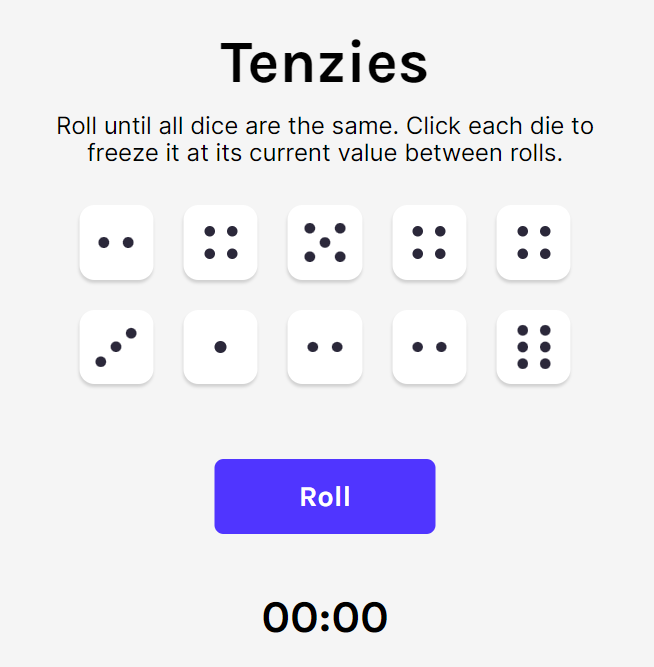 Tenzies
Roll until all dice are the same. Click each die to
freeze it at its current value between rolls.
Roll
00:00